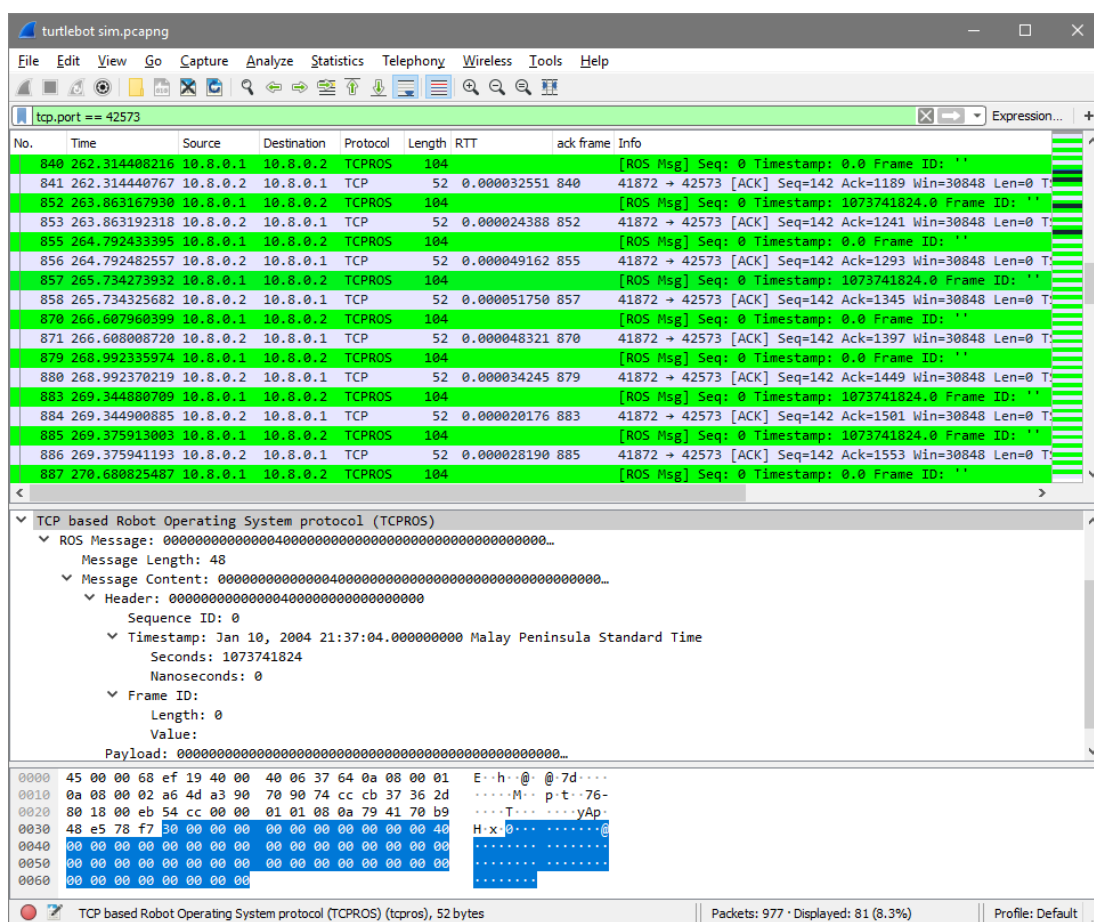 turtlebot sim.pcapng
File Edit View Go Capture Analyze Statistics Telephony Wireless Tools Help
tcp.port == 42573 Expression... +
No. Time Source Destination Protocol Length RTT ack frame Info
840 262.314408216 10.8.0.1 10.8.0.2 TCPROS 104 [ROS Msg] Seq: 0 Timestamp: 0.0 Frame ID: ''
841 262.314440767 10.8.0.2 10.8.0.1 TCP 52 0.000032551 840 41872 → 42573 [ACK] Seq=142 Ack=1189 Win=30848 Len=0 TS
852 263.863167930 10.8.0.1 10.8.0.2 TCPROS 104 [ROS Msg] Seq: 0 Timestamp: 1073741824.0 Frame ID: ''
853 263.863192318 10.8.0.2 10.8.0.1 TCP 52 0.000024388 852 41872 → 42573 [ACK] Seq=142 Ack=1241 Win=30848 Len=0 TS
855 264.792433395 10.8.0.1 10.8.0.2 TCPROS 104 [ROS Msg] Seq: 0 Timestamp: 0.0 Frame ID: ''
856 264.792482557 10.8.0.2 10.8.0.1 TCP 52 0.000049162 855 41872 → 42573 [ACK] Seq=142 Ack=1293 Win=30848 Len=0 TS
857 265.734273932 10.8.0.1 10.8.0.2 TCPROS 104 [ROS Msg] Seq: 0 Timestamp: 1073741824.0 Frame ID: ''
858 265.734325682 10.8.0.2 10.8.0.1 TCP 52 0.000051750 857 41872 → 42573 [ACK] Seq=142 Ack=1345 Win=30848 Len=0 TS
870 266.607960399 10.8.0.1 10.8.0.2 TCPROS 104 [ROS Msg] Seq: 0 Timestamp: 0.0 Frame ID: ''
871 266.608008720 10.8.0.2 10.8.0.1 TCP 52 0.000048321 870 41872 → 42573 [ACK] Seq=142 Ack=1397 Win=30848 Len=0 TS
879 268.992335974 10.8.0.1 10.8.0.2 TCPROS 104 [ROS Msg] Seq: 0 Timestamp: 0.0 Frame ID: ''
880 268.992370219 10.8.0.2 10.8.0.1 TCP 52 0.000034245 879 41872 → 42573 [ACK] Seq=142 Ack=1449 Win=30848 Len=0 TS
883 269.344880709 10.8.0.1 10.8.0.2 TCPROS 104 [ROS Msg] Seq: 0 Timestamp: 1073741824.0 Frame ID: ''
884 269.344900885 10.8.0.2 10.8.0.1 TCP 52 0.000020176 883 41872 → 42573 [ACK] Seq=142 Ack=1501 Win=30848 Len=0 TS
885 269.375913003 10.8.0.1 10.8.0.2 TCPROS 104 [ROS Msg] Seq: 0 Timestamp: 1073741824.0 Frame ID: ''
886 269.375941193 10.8.0.2 10.8.0.1 TCP 52 0.000028190 885 41872 → 42573 [ACK] Seq=142 Ack=1553 Win=30848 Len=0 TS
887 270.680825487 10.8.0.1 10.8.0.2 TCPROS 104 [ROS Msg] Seq: 0 Timestamp: 0.0 Frame ID: ''
TCP based Robot Operating System protocol (TCPROS)
ROS Message: 000000000000004000000000000000000000000000000000…
Message Length: 48
Message Content: 000000000000004000000000000000000000000000000000…
Header: 00000000000000400000000000000000
Sequence ID: 0
Timestamp: Jan 10, 2004 21:37:04.000000000 Malay Peninsula Standard Time
Seconds: 1073741824
Nanoseconds: 0
Frame ID:
Length: 0
Value:
Payload: 000000000000000000000000000000000000000000000000…
0000 45 00 00 68 ef 19 40 00 40 06 37 64 0a 08 00 01 E··h··@· @·7d····
0010 0a 08 00 02 a6 4d a3 90 70 90 74 cc cb 37 36 2d ·····M·· p·t··76-
0020 80 18 00 eb 54 cc 00 00 01 01 08 0a 79 41 70 b9 ····T··· ····yAp·
0030 48 e5 78 f7 30 00 00 00 00 00 00 00 00 00 00 40 H·x·0··· ·······@
0040 00 00 00 00 00 00 00 00 00 00 00 00 00 00 00 00 ········ ········
0050 00 00 00 00 00 00 00 00 00 00 00 00 00 00 00 00 ········ ········
0060 00 00 00 00 00 00 00 00 ········
TCP based Robot Operating System protocol (TCPROS) (tcpros), 52 bytes Packets: 977 · Displayed: 81 (8.3%) Profile: Default